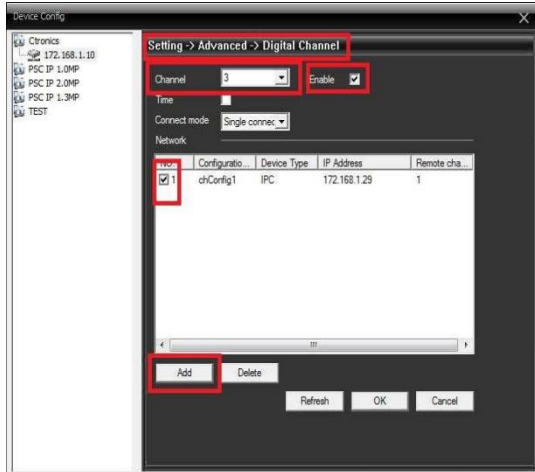 Device Config
Ctronics
172.168.1.10
PSC IP 1.0MP
PSC IP 2.0MP
PSC IP 1.3MP
TEST
Setting -> Advanced -> Digital Channel
Channel 3 Enable
Time
Connect mode Single connec
Network
NO. Configuratio... Device Type IP Address Remote cha...
1 chConfig1 IPC 172.168.1.29 1
Add Delete
Refresh OK Cancel